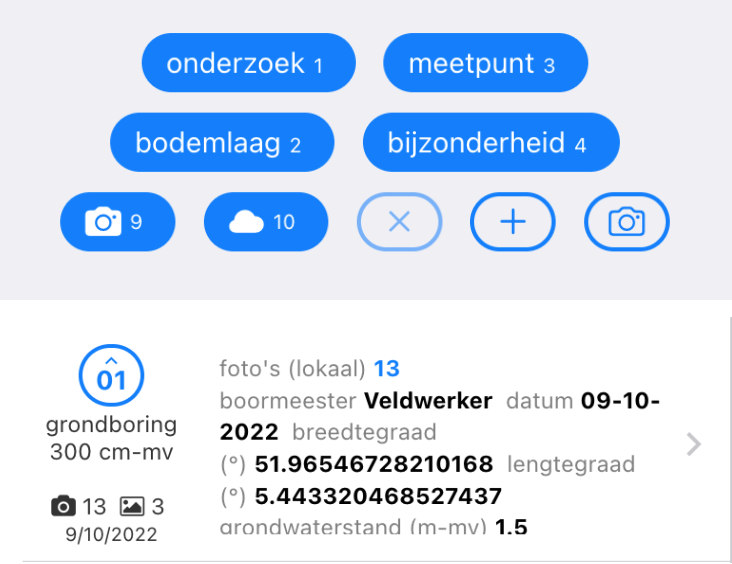 onderzoek 1 meetpunt 3
bodemlaag 2 bijzonderheid 4
9 10
01
grondboring
300 cm-mv
13 3
9/10/2022
foto's (lokaal) 13
boormeester Veldwerker datum 09-10-
2022 breedtegraad
(°) 51.96546728210168 lengtegraad
(°) 5.443320468527437
grondwaterstand (m-mv) 1.5